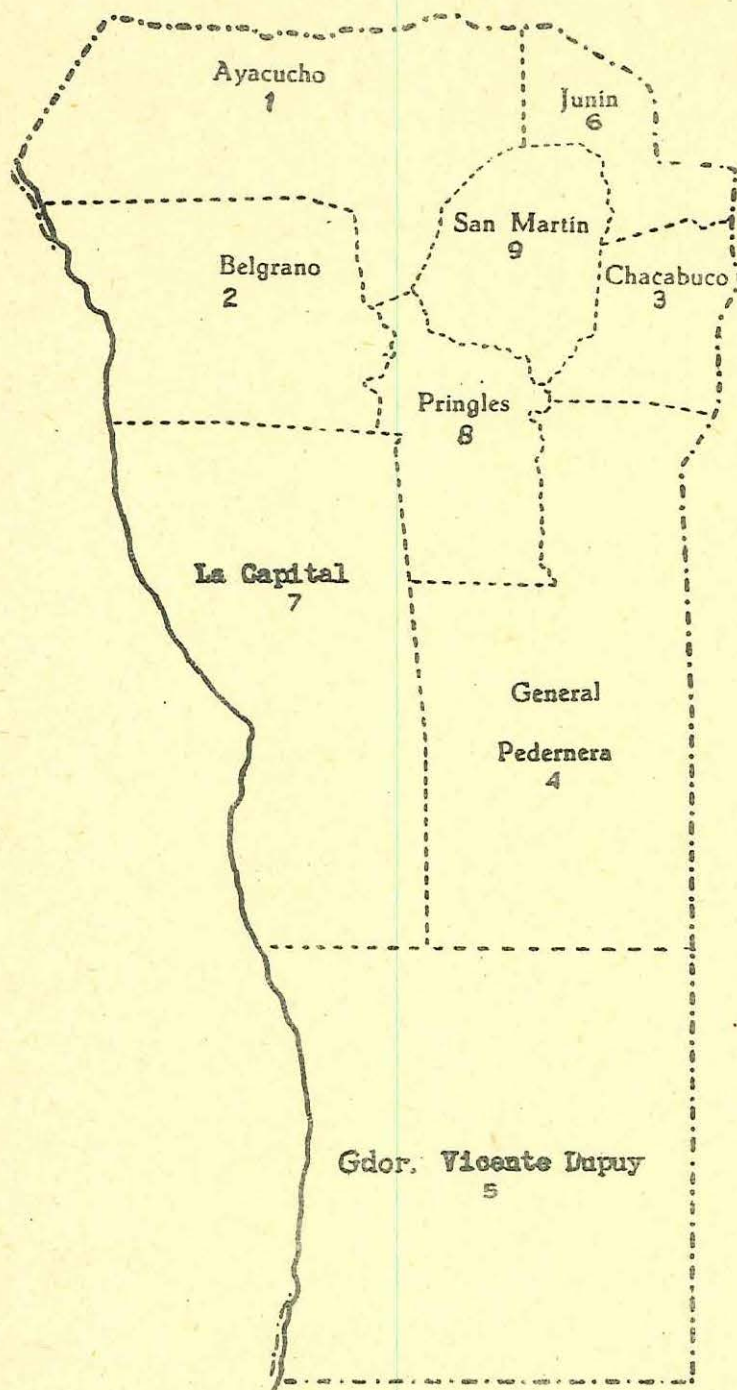 Ayacucho
1
Junín
6
San Martín
9
Belgrano
2
Chacabuco
3
Pringles
8
La Capital
7
General
Pedernera
4
Gdor. Vicente Dupuy
5